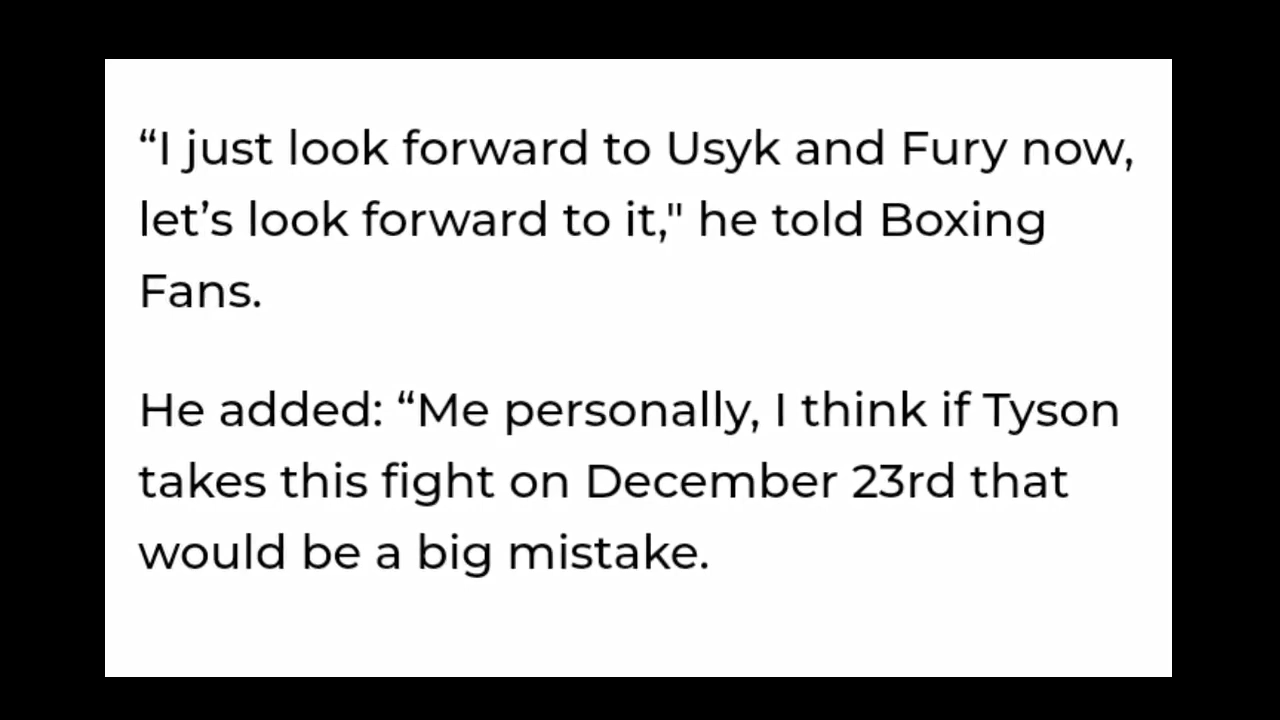 “I just look forward to Usyk and Fury now,
let’s look forward to it," he told Boxing
Fans.
He added: “Me personally, I think if Tyson
takes this fight on December 23rd that
would be a big mistake.